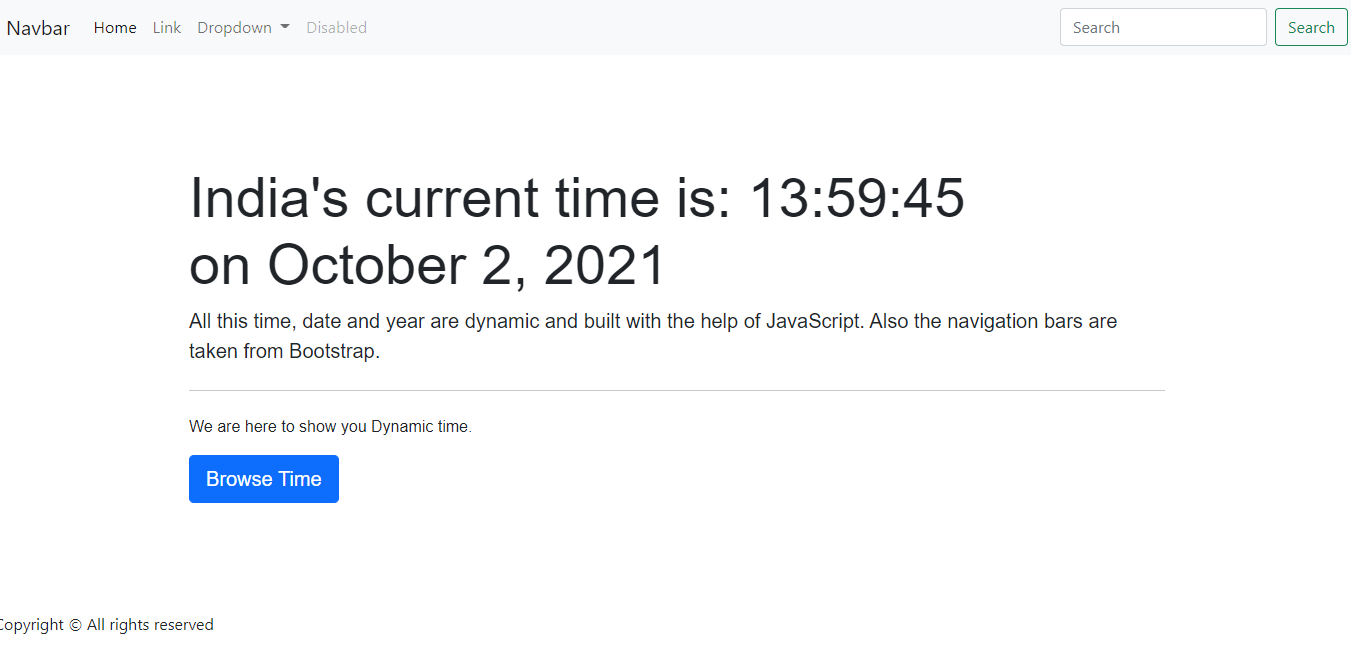 Navbar Home Link Dropdown Disabled Search Search
India's current time is: 13:59:45
on October 2, 2021
All this time, date and year are dynamic and built with the help of JavaScript. Also the navigation bars are
taken from Bootstrap.
We are here to show you Dynamic time.
Browse Time
Copyright © All rights reserved